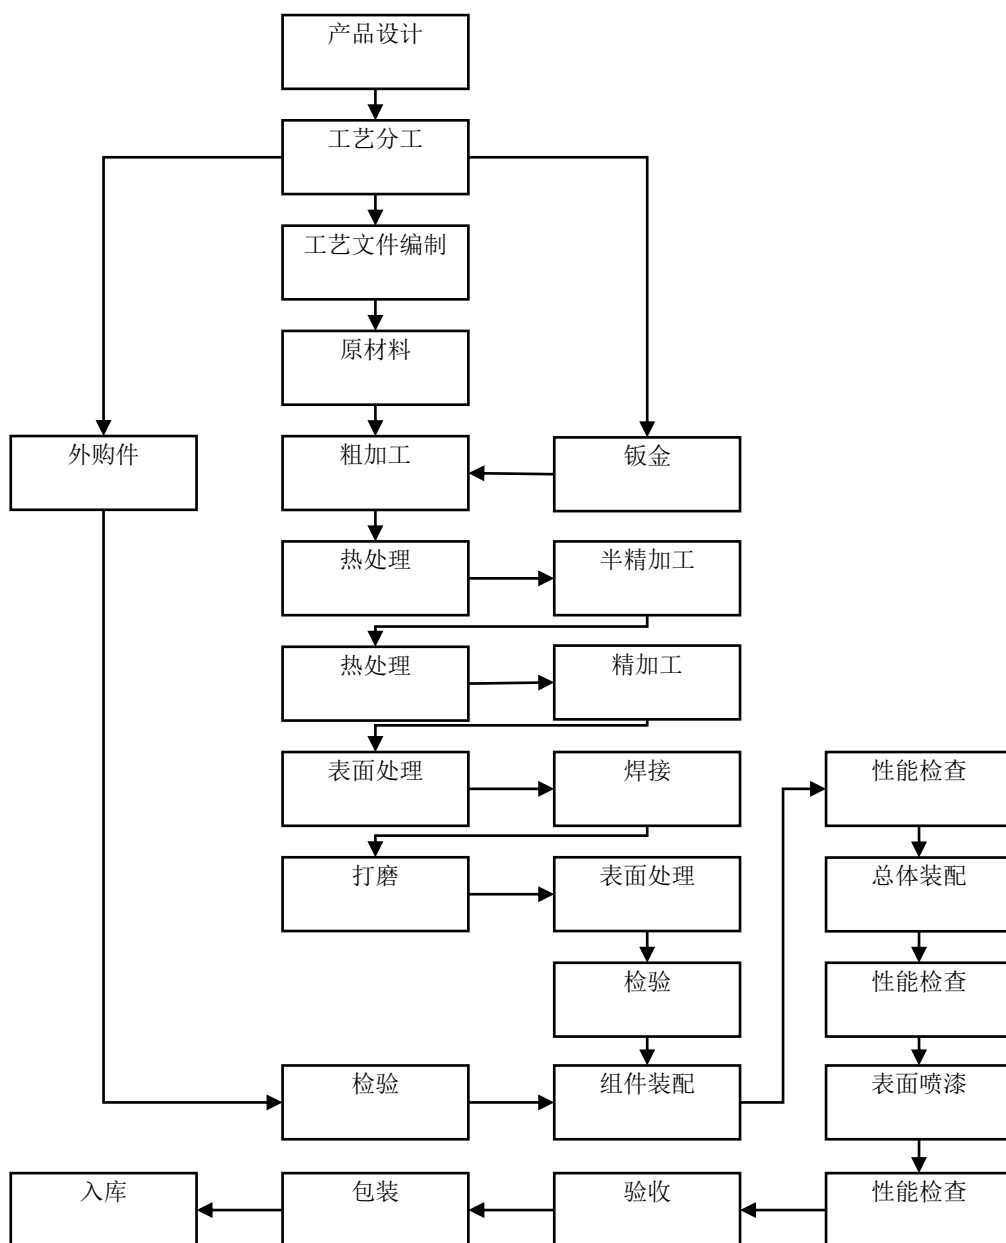 产品设计
工艺分工
工艺文件编制
原材料
外购件
粗加工
钣金
热处理
半精加工
热处理
精加工
表面处理
焊接
性能检查
打磨
表面处理
总体装配
检验
性能检查
检验
组件装配
表面喷漆
入库
包装
验收
性能检查